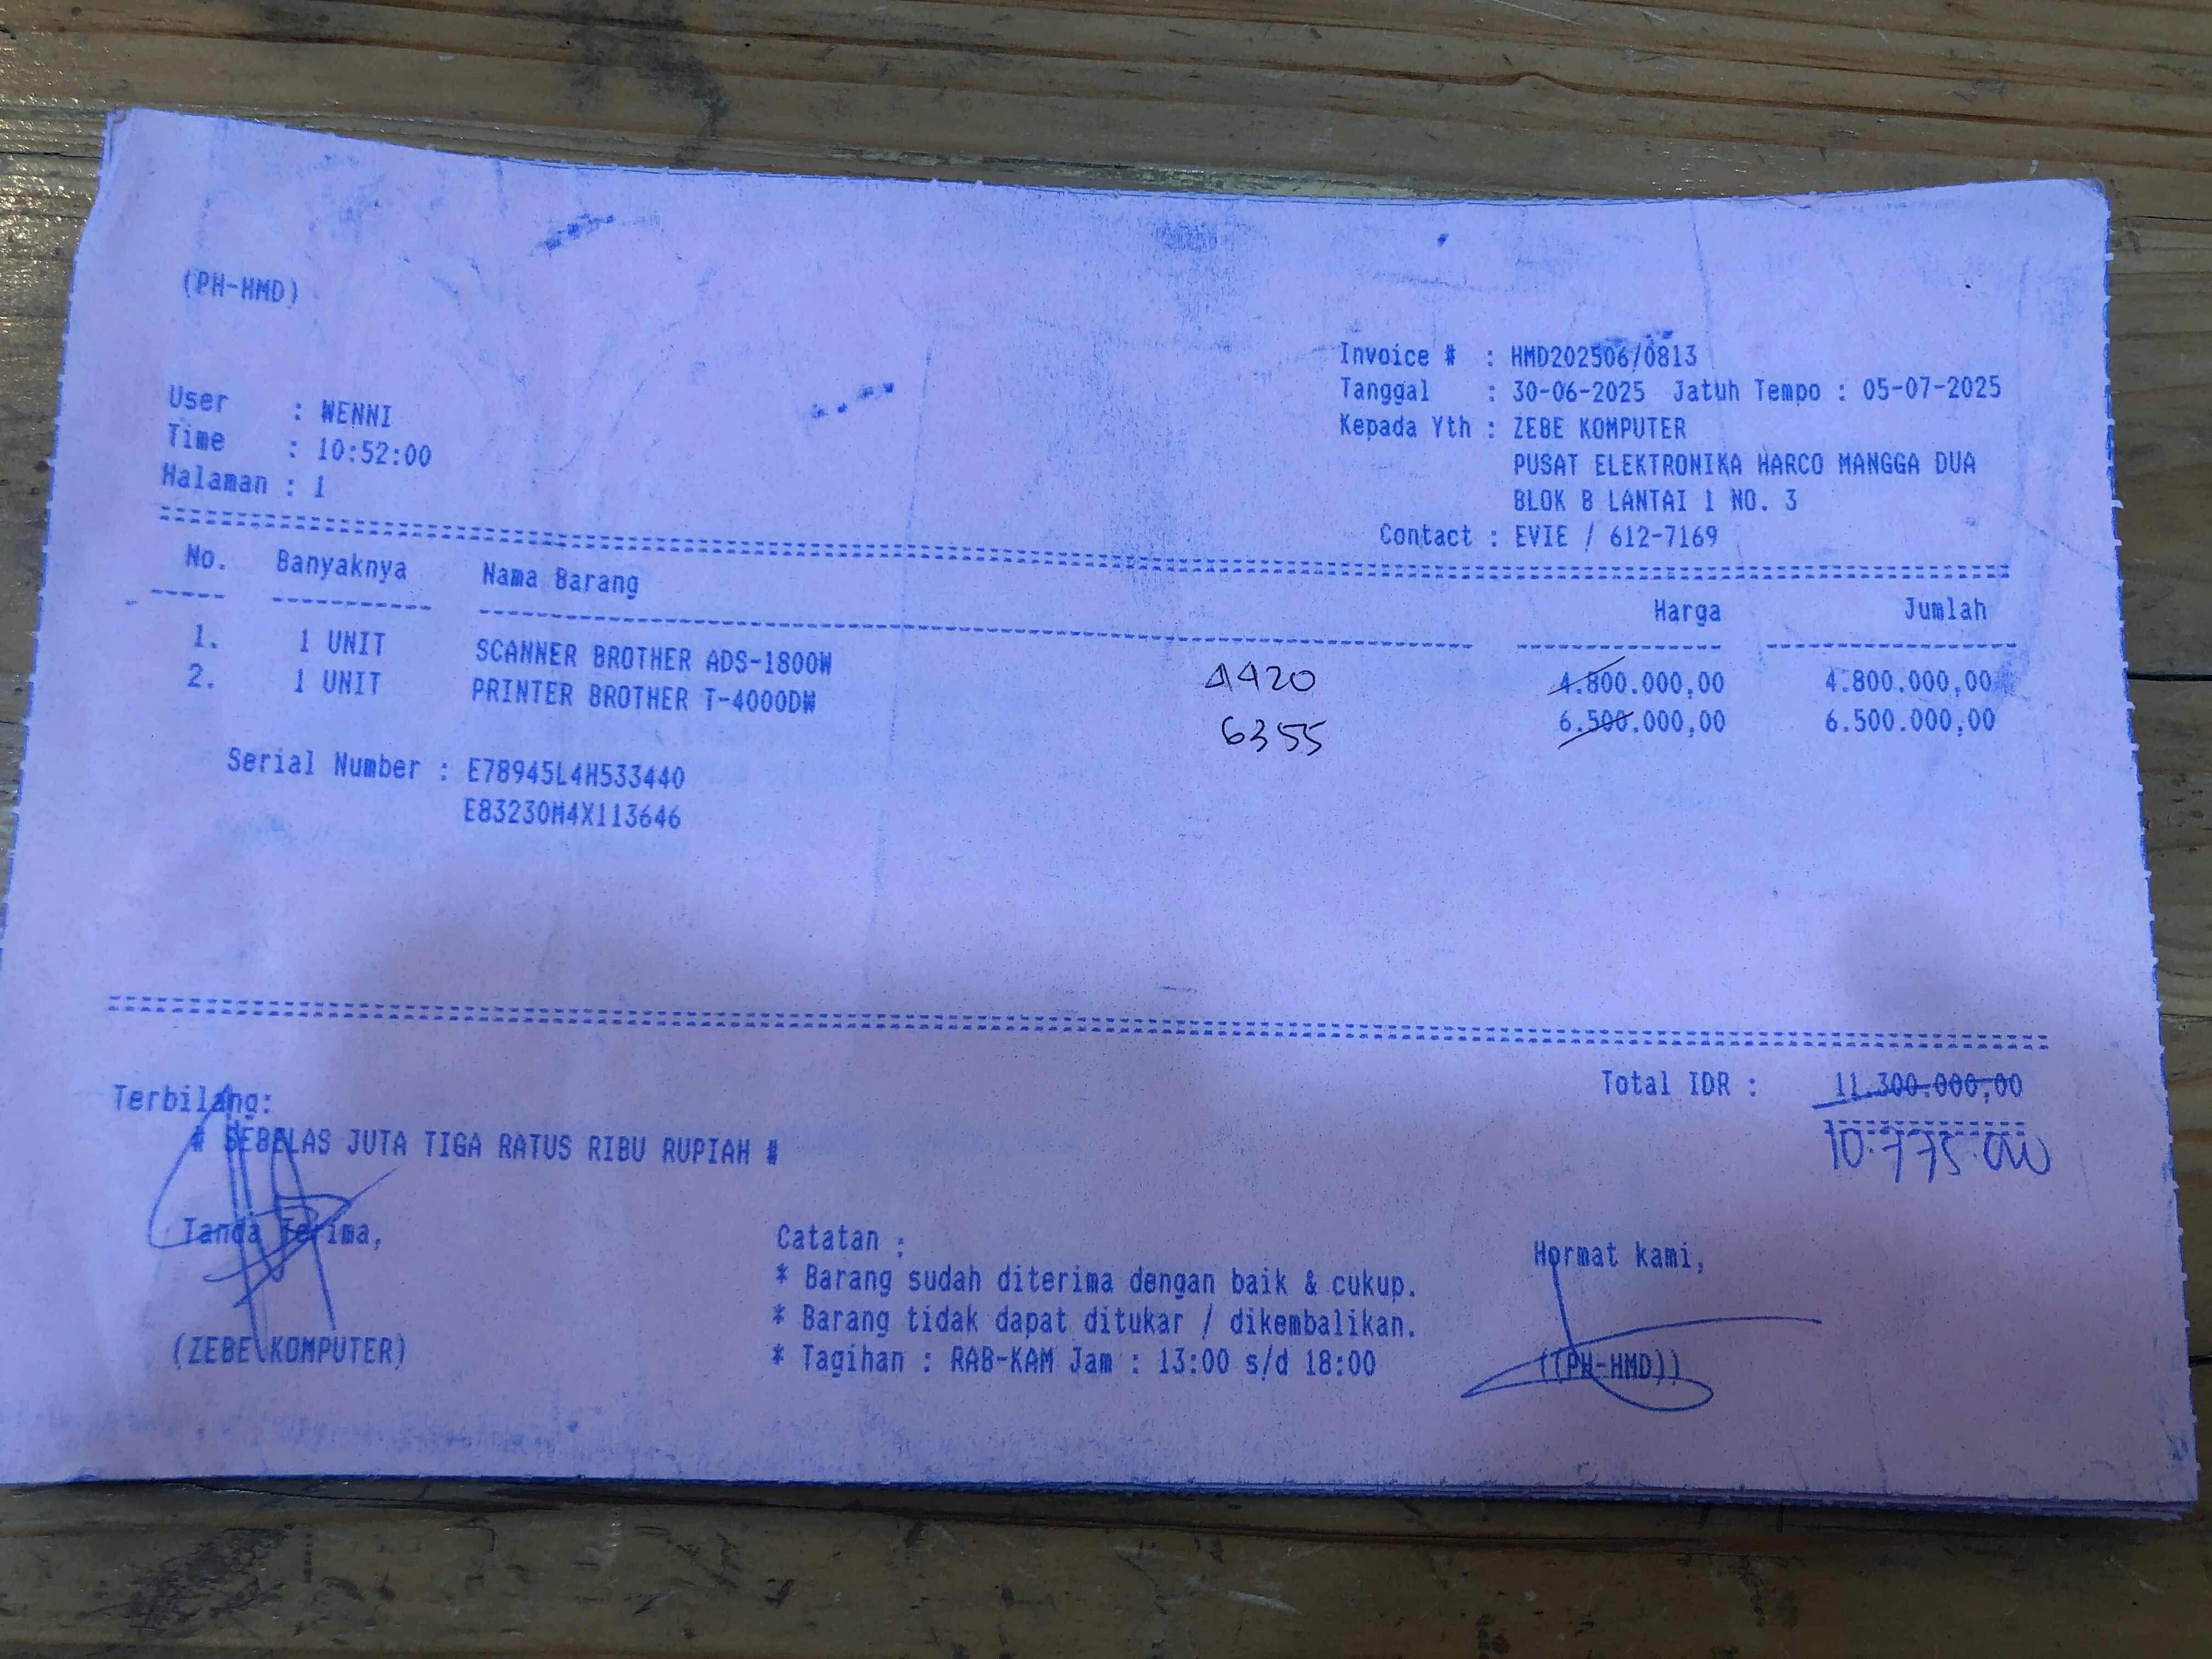 (PH-HMD)
Invoice # : HMD202506/0813
Tanggal : 30-06-2025 Jatuh Tempo : 05-07-2025
Kepada Yth : ZEBE KOMPUTER
PUSAT ELEKTRONIKA HARCO MANGGA DUA
BLOK B LANTAI 1 NO. 3
Contact : EVIE / 612-7169
User : WENNI
Time : 10:52:00
Halaman : 1
No. Banyaknya Nama Barang Harga Jumlah
1. 1 UNIT SCANNER BROTHER ADS-1800W 4420 4.800.000,00 4.800.000,00
2. 1 UNIT PRINTER BROTHER T-4000DW 6355 6.500.000,00 6.500.000,00
Serial Number : E78945L4H533440
E83230M4X113646
Total IDR : 11.300.000,00
10.775.000
Terbilang:
# SEBELAS JUTA TIGA RATUS RIBU RUPIAH #
Tanda Terima,
(ZEBE KOMPUTER)
Catatan :
* Barang sudah diterima dengan baik & cukup.
* Barang tidak dapat ditukar / dikembalikan.
* Tagihan : RAB-KAM Jam : 13:00 s/d 18:00
Hormat kami,
((PH-HMD))